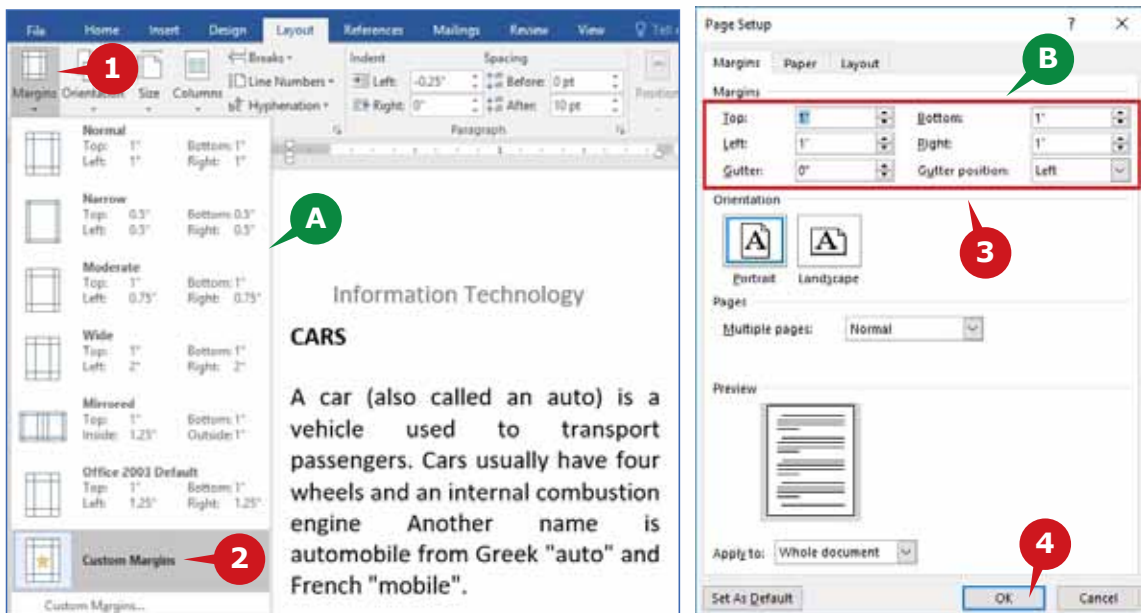 File Home Insert Design Layout References Mailings Review View Tell
Margins Orientation Size Columns
Breaks
Line Numbers
Hyphenation
Indent
Left: -0.25"
Right: 0"
Spacing
Before: 0 pt
After: 10 pt
Position
Paragraph
1
Normal
Top: 1" Bottom: 1"
Left: 1" Right: 1"
Narrow
Top: 0.5" Bottom: 0.5"
Left: 0.5" Right: 0.5"
Moderate
Top: 1" Bottom: 1"
Left: 0.75" Right: 0.75"
Wide
Top: 1" Bottom: 1"
Left: 2" Right: 2"
Mirrored
Top: 1" Bottom: 1"
Inside: 1.25" Outside: 1"
Office 2003 Default
Top: 1" Bottom: 1"
Left: 1.25" Right: 1.25"
Custom Margins
2
Custom Margins...
A
Information Technology
CARS
A car (also called an auto) is a
vehicle used to transport
passengers. Cars usually have four
wheels and an internal combustion
engine Another name is
automobile from Greek "auto" and
French "mobile".
Page Setup ? ×
Margins Paper Layout
B
Margins
Top: 1" Bottom: 1"
Left: 1" Right: 1"
Gutter: 0" Gutter position: Left
3
Orientation
A A
Portrait Landscape
Pages
Multiple pages: Normal
Preview
Apply to: Whole document
4
Set As Default OK Cancel